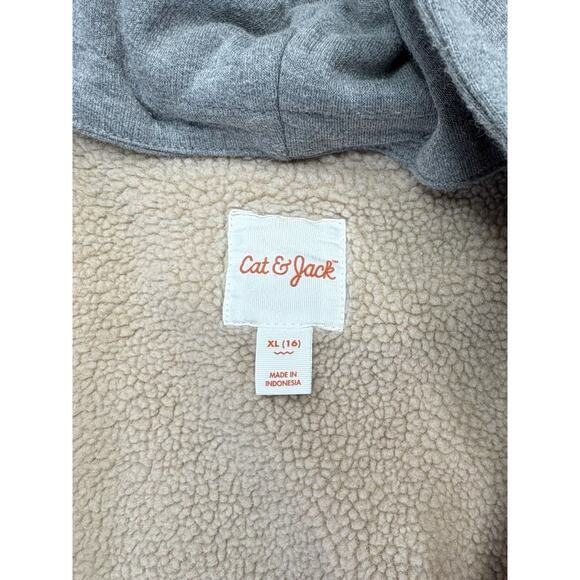 Cat & Jack™
XL (16)
MADE IN
INDONESIA